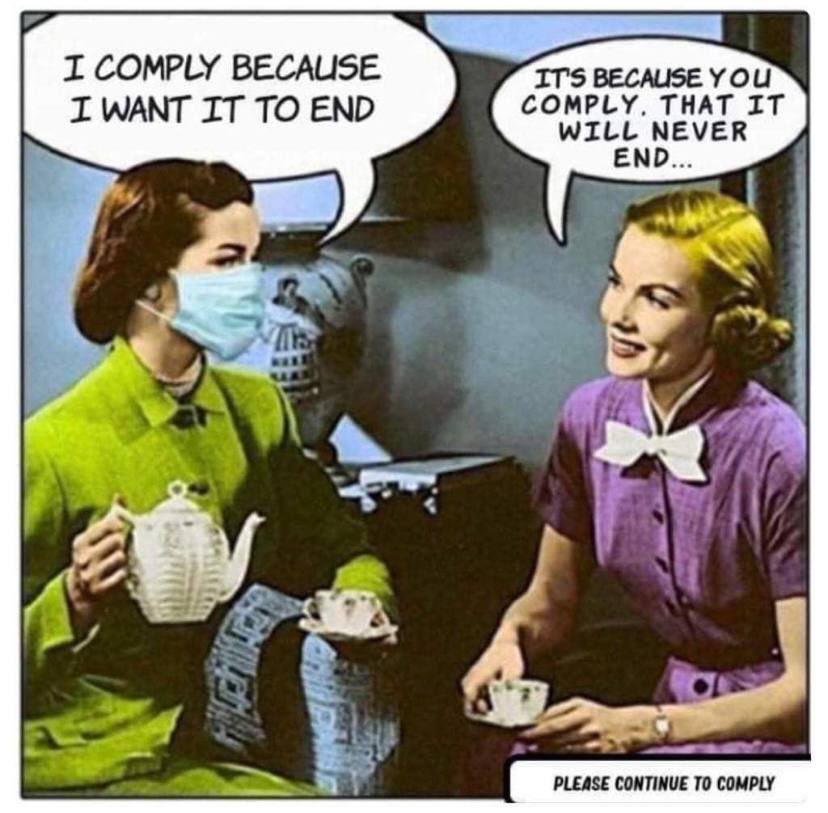 I COMPLY BECAUSE
I WANT IT TO END
IT'S BECAUSE YOU
COMPLY. THAT IT
WILL NEVER
END...
PLEASE CONTINUE TO COMPLY